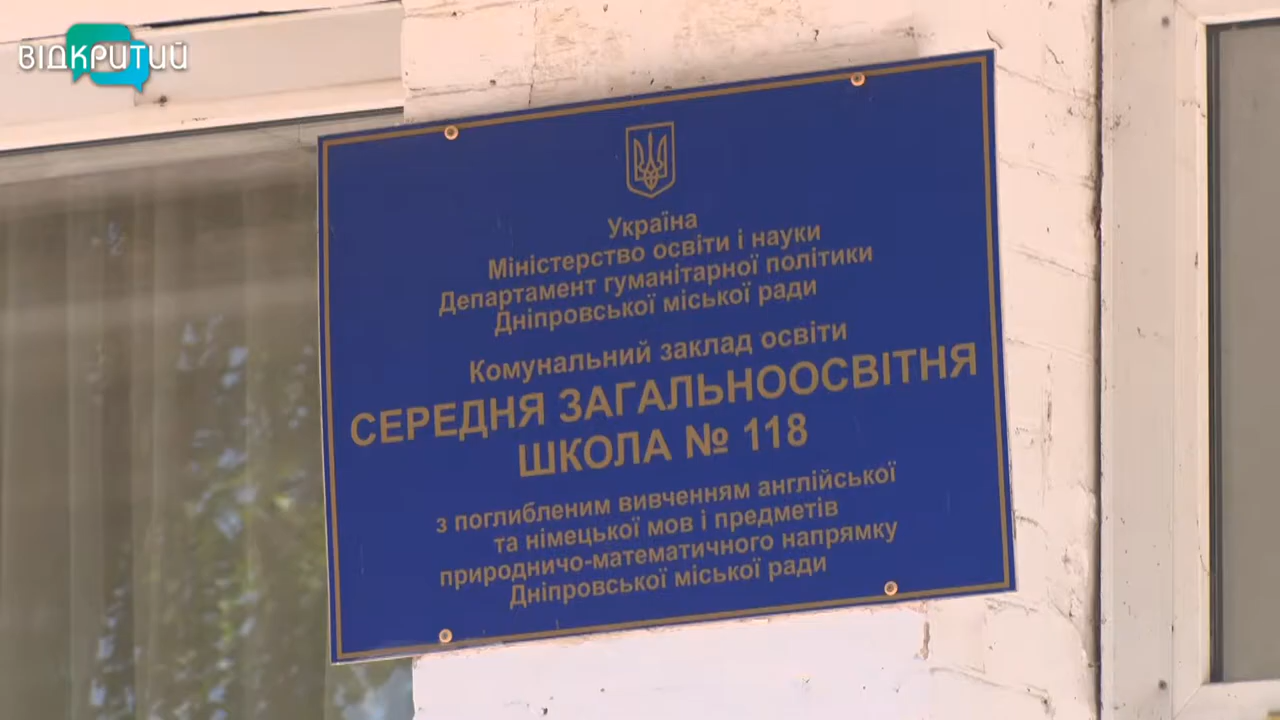 ВІДКРИТИЙ
Україна
Міністерство освіти і науки
Департамент гуманітарної політики
Дніпровської міської ради
Комунальний заклад освіти
СЕРЕДНЯ ЗАГАЛЬНООСВІТНЯ
ШКОЛА № 118
з поглибленим вивченням англійської
та німецької мов і предметів
природничо-математичного напрямку
Дніпровської міської ради